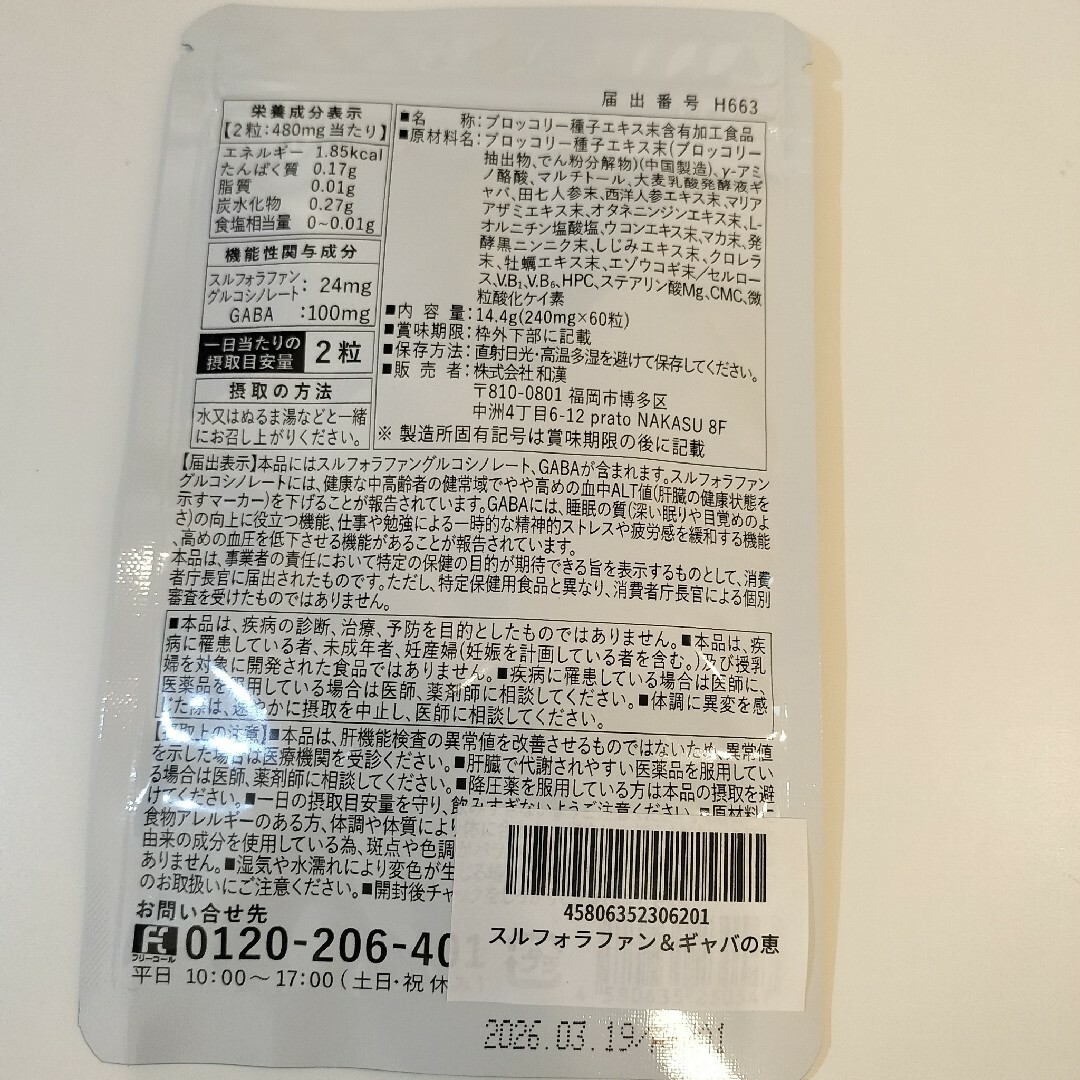 届出番号 H663
栄養成分表示
【2粒:480mg当たり】
エネルギー 1.85kcal
たんぱく質 0.17g
脂質 0.01g
炭水化物 0.27g
食塩相当量 0~0.01g
機能性関与成分
スルフォラファン
グルコシノレート: 24mg
GABA :100mg
一日当たりの
摂取目安量 2粒
摂取の方法
水又はぬるま湯などと一緒
にお召し上がりください。
■名 称:ブロッコリー種子エキス末含有加工食品
■原材料名:ブロッコリー種子エキス末(ブロッコリー
抽出物、でん粉分解物)(中国製造)、γ-アミ
ノ酪酸、マルチトール、大麦乳酸発酵液ギ
ャバ、田七人参末、西洋人参エキス末、マリア
アザミエキス末、オタネニンジンエキス末、L-
オルニチン塩酸塩、ウコンエキス末、マカ末、発
酵黒ニンニク末、しじみエキス末、クロレラ
末、牡蠣エキス末、エゾウコギ末/セルロー
ス、V.B₁、V.B₆、HPC、ステアリン酸Mg、CMC、微
粒酸化ケイ素
■内容量:14.4g(240mg×60粒)
■賞味期限:枠外下部に記載
■保存方法:直射日光・高温多湿を避けて保存してください。
■販売者:株式会社 和漢
〒810-0801 福岡市博多区
中洲4丁目6-12 prato NAKASU 8F
※ 製造所固有記号は賞味期限の後に記載
【届出表示】本品にはスルフォラファングルコシノレート、GABAが含まれます。スルフォラファン
グルコシノレートには、健康な中高齢者の健常域でやや高めの血中ALT値(肝臓の健康状態を
示すマーカー)を下げることが報告されています。GABAには、睡眠の質(深い眠りや目覚めのよ
さ)の向上に役立つ機能、仕事や勉強による一時的な精神的ストレスや疲労感を緩和する機能
、高めの血圧を低下させる機能があることが報告されています。
本品は、事業者の責任において特定の保健の目的が期待できる旨を表示するものとして、消費
者庁長官に届出されたものです。ただし、特定保健用食品と異なり、消費者庁長官による個別
審査を受けたものではありません。
■本品は、疾病の診断、治療、予防を目的としたものではありません。■本品は、疾
病に罹患している者、未成年者、妊産婦(妊娠を計画している者を含む。)及び授乳
婦を対象に開発された食品ではありません。■疾病に罹患している場合は医師に、
医薬品を服用している場合は医師、薬剤師に相談してください。■体調に異変を感
じた際は、速やかに摂取を中止し、医師に相談してください。
【摂取上の注意】■本品は、肝機能検査の異常値を改善させるものではないため、異常値
を示した場合は医療機関を受診ください。■肝臓で代謝されやすい医薬品を服用してい
る場合は医師、薬剤師に相談してください。■降圧薬を服用している方は本品の摂取を避
けてください。■一日の摂取目安量を守り、飲みすぎないようご注意ください。■原材料
食物アレルギーのある方、体調や体質により
由来の成分を使用している為、斑点や色調
ありません。■湿気や水濡れにより変色が生
のお取扱いにご注意ください。■開封後チャ
お問い合せ先
フリーコール 0120-206-40
平日 10:00~17:00(土日・祝 休
45806352306201
スルフォラファン&ギャバの恵
2026.03.19/